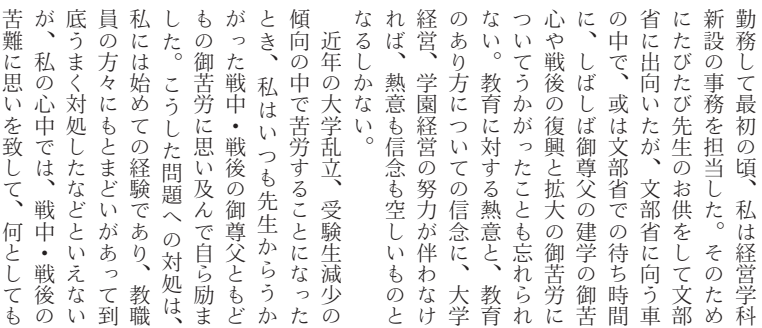 勤務して最初の頃、私は経営学科
新設の事務を担当した。そのため
にたびたび先生のお供をして文部
省に出向いたが、文部省に向う車
の中で、或は文部省での待ち時間
に、しばしば御尊父の建学の御苦
心や戦後の復興と拡大の御苦労に
ついてうかがったことも忘れられ
ない。教育に対する熱意と、教育
のあり方についての信念に、大学
経営、学園経営の努力が伴わなけ
れば、熱意も信念も空しいものと
なるしかない。
近年の大学乱立、受験生減少の
傾向の中で苦労することになった
とき、私はいつも先生からうか
がった戦中・戦後の御尊父ともど
もの御苦労に思い及んで自ら励ま
した。こうした問題への対処は、
私には始めての経験であり、教職
員の方々にもとまどいがあって到
底うまく対処したなどといえない
が、私の心中では、戦中・戦後の
苦難に思いを致して、何としても